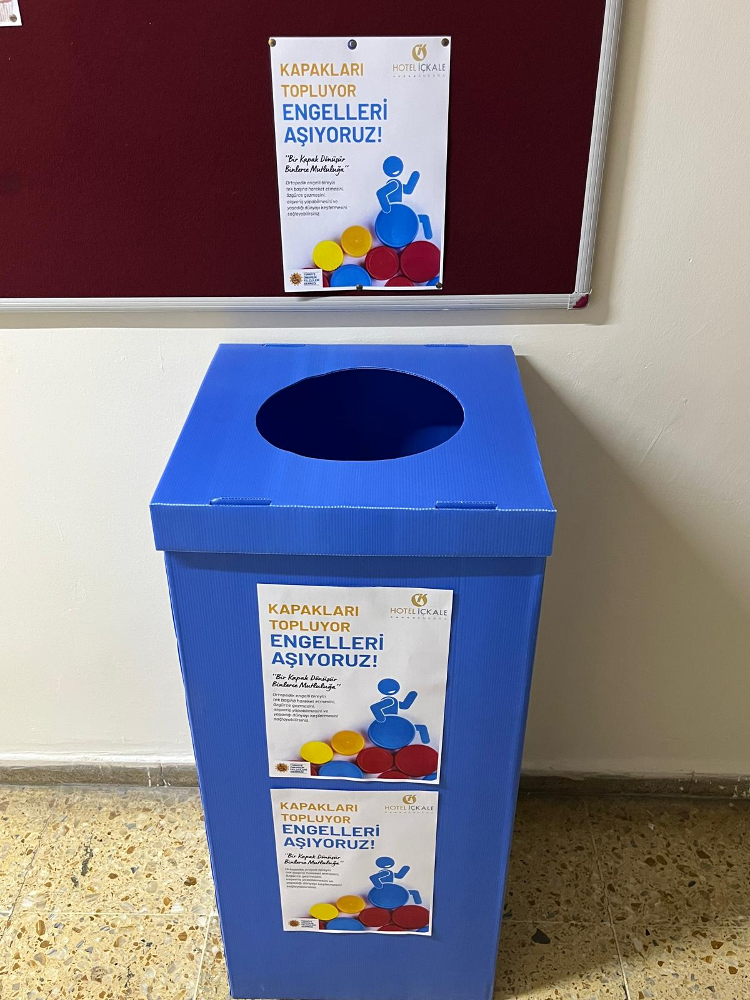 HOTEL İÇKALE
ANKARA
KAPAKLARI
TOPLUYOR
ENGELLERİ
AŞIYORUZ!
"Bir Kapak Dönüşür
Binlerce Mutluluğa"
Ortopedik engelli bireyin
tek başına hareket etmesini,
özgürce gezmesini,
alışveriş yapabilmesini ve
yaşadığı dünyayı keşfetmesini
sağlayabilirsiniz.
TÜRKİYE
OMURİLİK
FELÇLİLERİ
DERNEĞİ
HOTEL İÇKALE
ANKARA
KAPAKLARI
TOPLUYOR
ENGELLERİ
AŞIYORUZ!
"Bir Kapak Dönüşür
Binlerce Mutluluğa"
Ortopedik engelli bireyin
tek başına hareket etmesini,
özgürce gezmesini,
alışveriş yapabilmesini ve
yaşadığı dünyayı keşfetmesini
sağlayabilirsiniz.
TÜRKİYE
OMURİLİK
FELÇLİLERİ
DERNEĞİ
HOTEL İÇKALE
KAPAKLARI
TOPLUYOR
ENGELLERİ
AŞIYORUZ!
"Bir Kapak Dönüşür
Binlerce Mutluluğa"
Ortopedik engelli bireyin
tek başına hareket etmesini,
özgürce gezmesini,
alışveriş yapabilmesini ve
yaşadığı dünyayı keşfetmesini
sağlayabilirsiniz.
TÜRKİYE
OMURİLİK
FELÇLİLERİ
DERNEĞİ